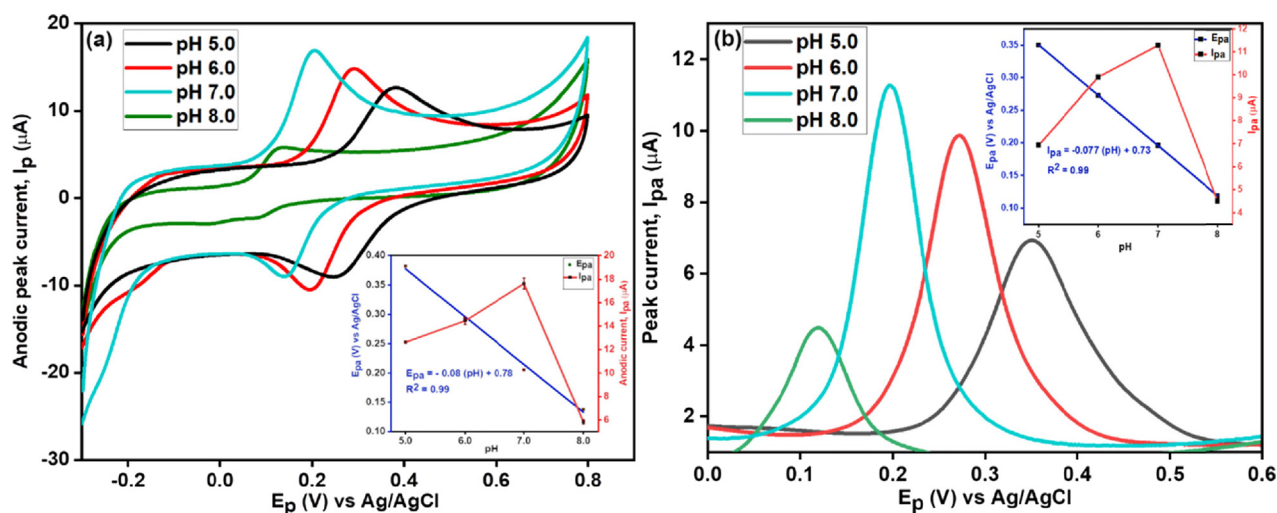 (a)
pH 5.0
pH 6.0
pH 7.0
pH 8.0
Anodic peak current, Ip (μA)
20
10
0
-10
-20
-30
-0.2 0.0 0.2 0.4 0.6 0.8
Ep (V) vs Ag/AgCl
Epa
Ipa
Epa (V) vs Ag/AgCl
0.40
0.35
0.30
0.25
0.20
0.15
0.10
Epa = - 0.08 (pH) + 0.78
R2 = 0.99
5.0 6.0 7.0 8.0
pH
20
18
16
14
12
10
8
6
Anodic current, Ipa (μA)
(b)
pH 5.0
pH 6.0
pH 7.0
pH 8.0
Peak current, Ipa (μA)
12
10
8
6
4
2
0.0 0.1 0.2 0.3 0.4 0.5 0.6
Ep (V) vs Ag/AgCl
Epa
Ipa
Epa (V) vs Ag/AgCl
0.35
0.30
0.25
0.20
0.15
0.10
Ipa = -0.077 (pH) + 0.73
R2 = 0.99
5 6 7 8
pH
12
11
10
9
8
7
6
5
4
Ipa (μA)